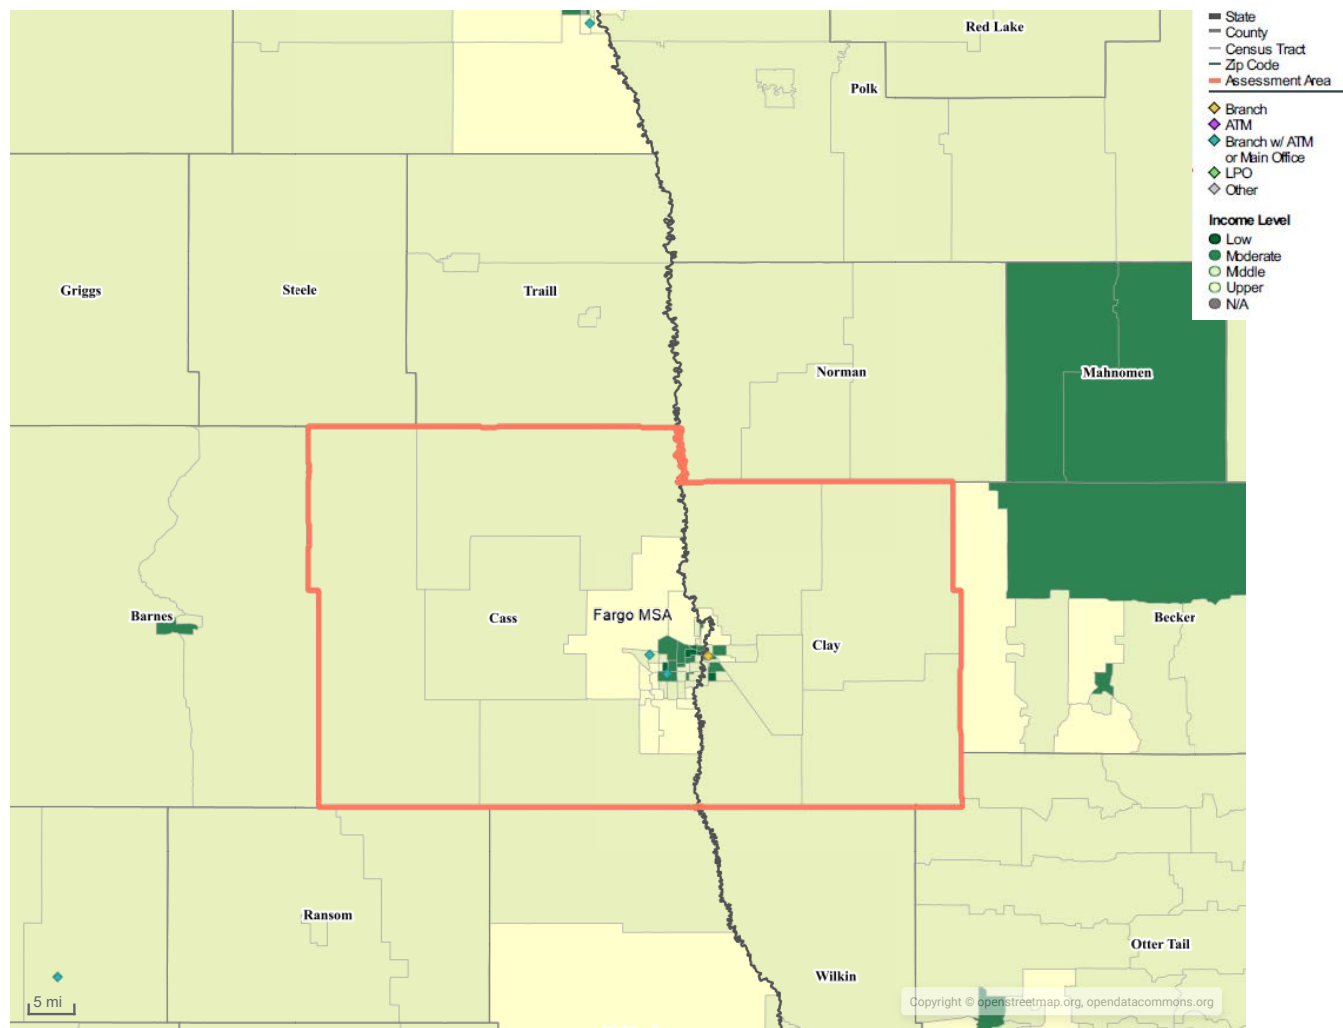 State
County
Census Tract
Zip Code
Assessment Area
Branch
ATM
Branch w/ ATM
or Main Office
LPO
Other
Income Level
Low
Moderate
Middle
Upper
N/A
Red Lake
Polk
Griggs
Steele
Traill
Norman
Mahnomen
Barnes
Cass
Fargo MSA
Clay
Becker
Ransom
Otter Tail
Wilkin
5 mi
Copyright © openstreetmap.org, opendatacommons.org